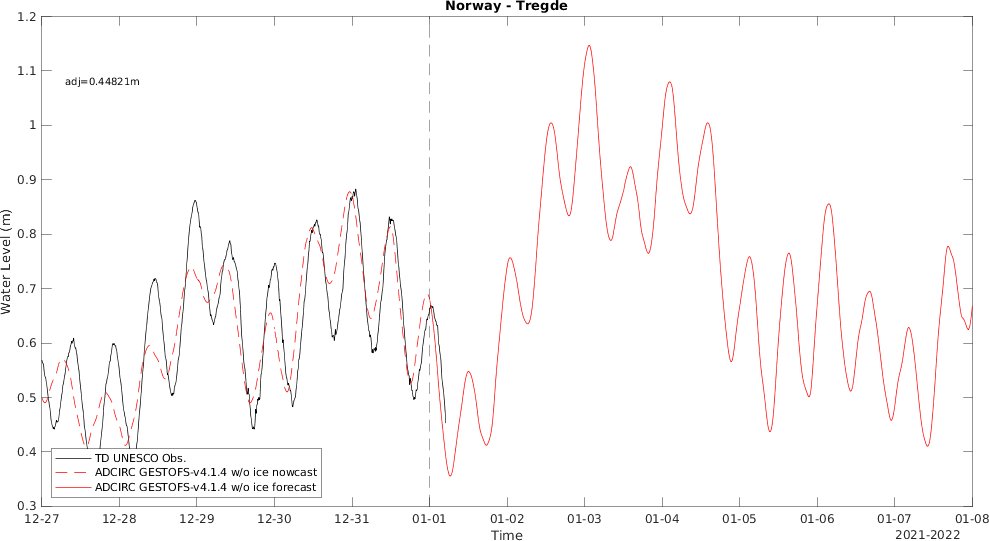 Norway - Tregde
1.2
1.1
1
0.9
0.8
0.7
0.6
0.5
0.4
0.3
Water Level (m)
adj=0.44821m
TD UNESCO Obs.
ADCIRC GESTOFS-v4.1.4 w/o ice nowcast
ADCIRC GESTOFS-v4.1.4 w/o ice forecast
12-27 12-28 12-29 12-30 12-31 01-01 01-02 01-03 01-04 01-05 01-06 01-07 01-08
Time
2021-2022